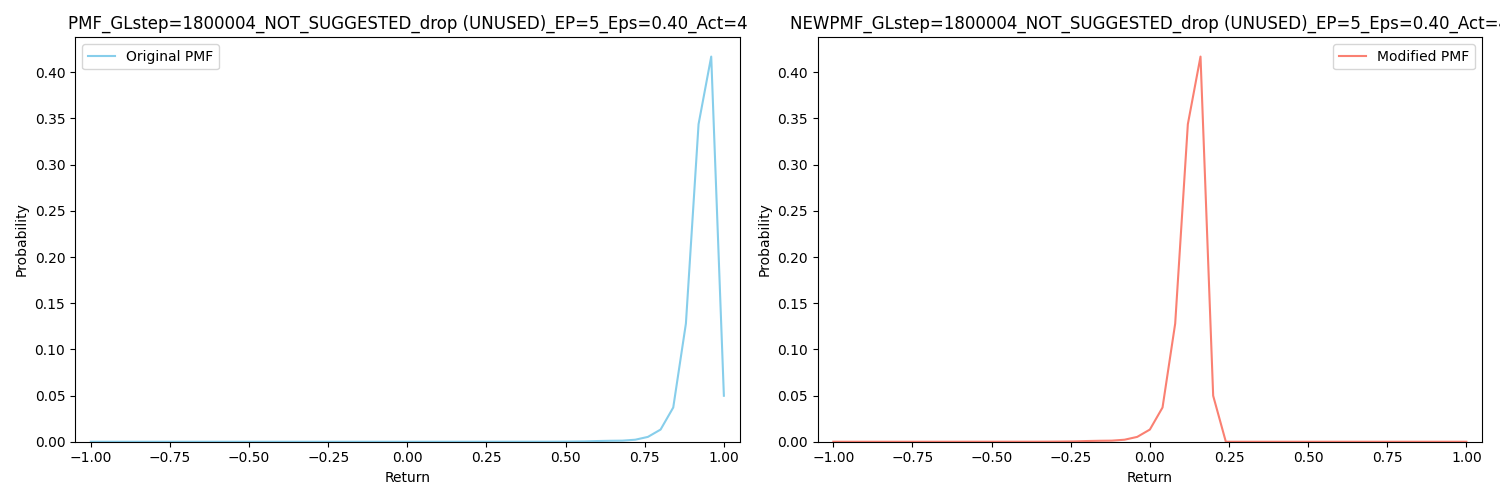 PMF_GLstep=1800004_NOT_SUGGESTED_drop (UNUSED)_EP=5_Eps=0.40_Act=4
Original PMF
0.40
0.35
0.30
0.25
0.20
0.15
0.10
0.05
0.00
Probability
−1.00 −0.75 −0.50 −0.25 0.00 0.25 0.50 0.75 1.00
Return
NEWPMF_GLstep=1800004_NOT_SUGGESTED_drop (UNUSED)_EP=5_Eps=0.40_Act=
Modified PMF
0.40
0.35
0.30
0.25
0.20
0.15
0.10
0.05
0.00
Probability
−1.00 −0.75 −0.50 −0.25 0.00 0.25 0.50 0.75 1.00
Return